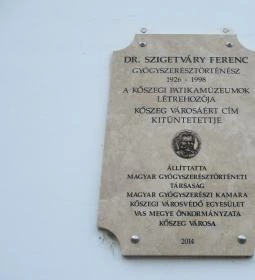 DR. SZIGETVÁRY FERENC
GYÓGYSZERÉSZTÖRTÉNÉSZ
1926 - 1998
A KŐSZEGI PATIKAMÚZEUMOK
LÉTREHOZÓJA
KŐSZEG VÁROSÁÉRT CÍM
KITÜNTETETTJE
ÁLLÍTTATTA
MAGYAR GYÓGYSZERÉSZTÖRTÉNETI
TÁRSASÁG
MAGYAR GYÓGYSZERÉSZI KAMARA
KŐSZEGI VÁROSVÉDŐ EGYESÜLET
VAS MEGYE ÖNKORMÁNYZATA
KŐSZEG VÁROSA
2014